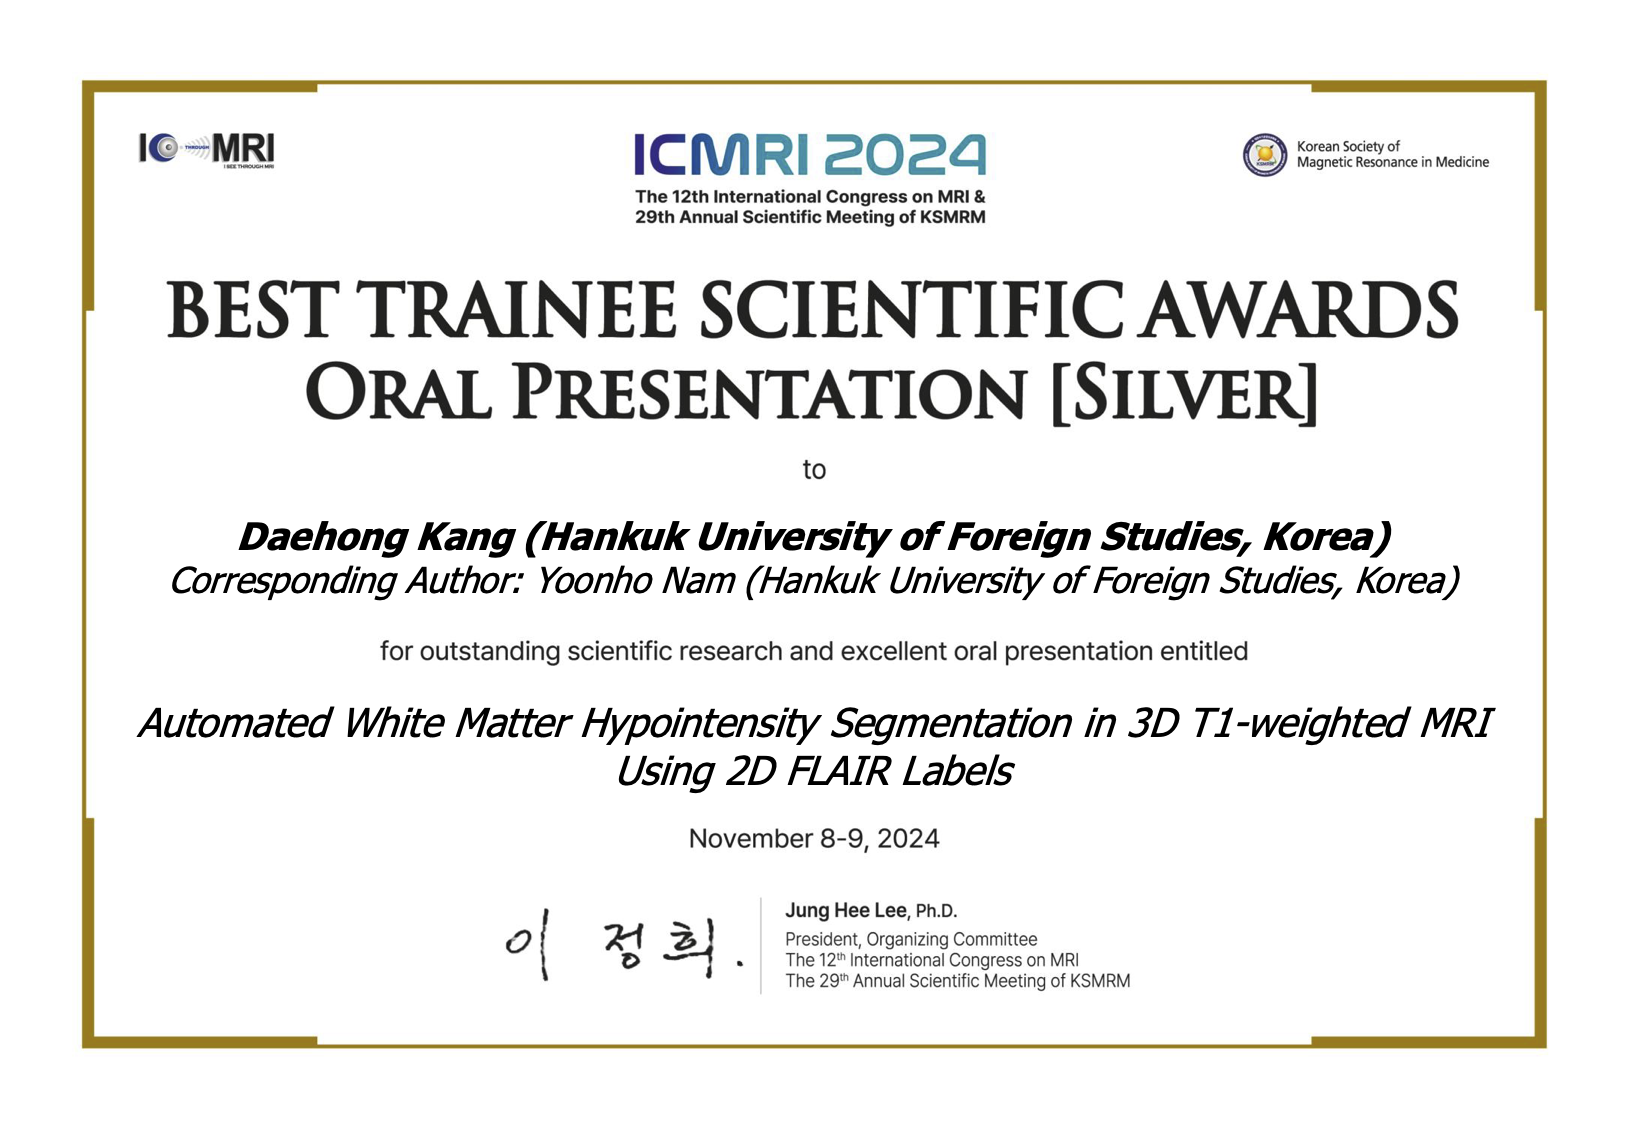 IC THROUGH MRI
I SEE THROUGH MRI
ICMRI 2024
The 12th International Congress on MRI &
29th Annual Scientific Meeting of KSMRM
KSMRM
Korean Society of
Magnetic Resonance in Medicine
BEST TRAINEE SCIENTIFIC AWARDS
ORAL PRESENTATION [SILVER]
to
Daehong Kang (Hankuk University of Foreign Studies, Korea)
Corresponding Author: Yoonho Nam (Hankuk University of Foreign Studies, Korea)
for outstanding scientific research and excellent oral presentation entitled
Automated White Matter Hypointensity Segmentation in 3D T1-weighted MRI
Using 2D FLAIR Labels
November 8-9, 2024
이 정희.
Jung Hee Lee, Ph.D.
President, Organizing Committee
The 12th International Congress on MRI
The 29th Annual Scientific Meeting of KSMRM